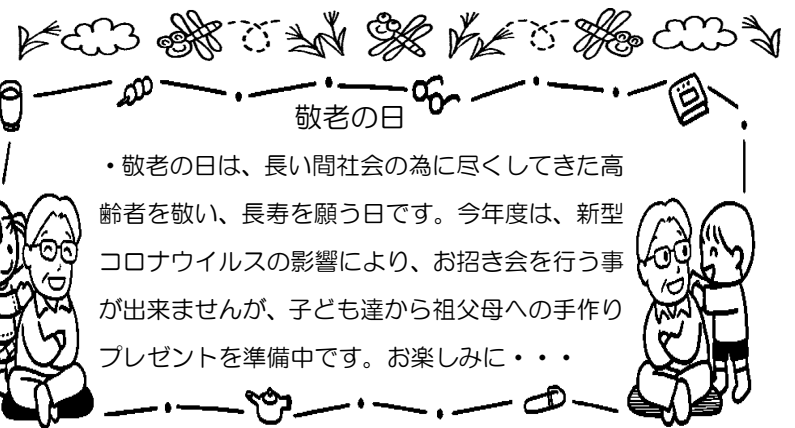 敬老の日
・敬老の日は、長い間社会の為に尽くしてきた高
齢者を敬い、長寿を願う日です。今年度は、新型
コロナウイルスの影響により、お招き会を行う事
が出来ませんが、子ども達から祖父母への手作り
プレゼントを準備中です。お楽しみに・・・